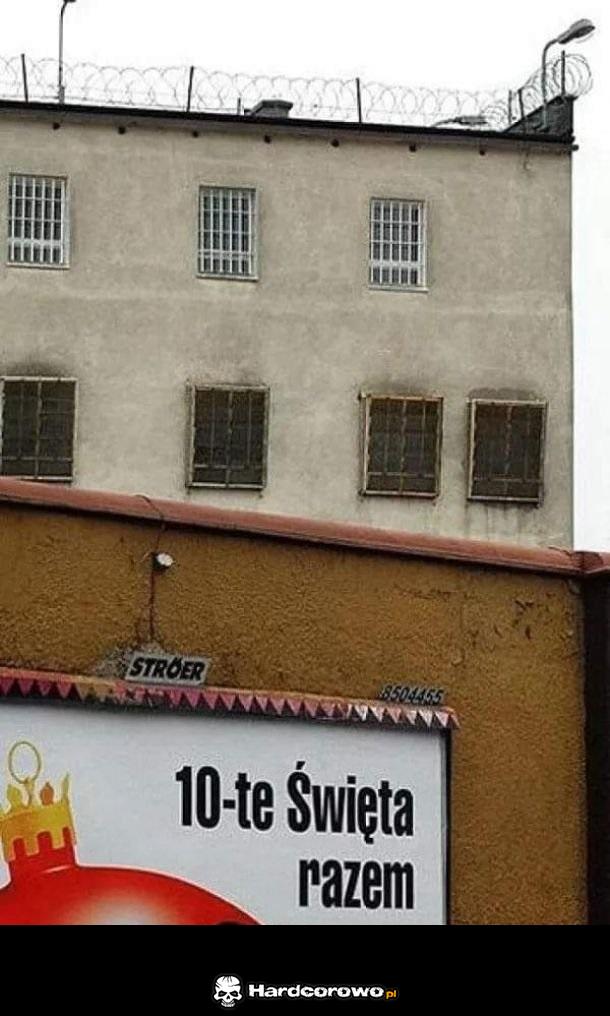 STRÖER
8504455
10-te Święta
razem
Hardcorowo.pl